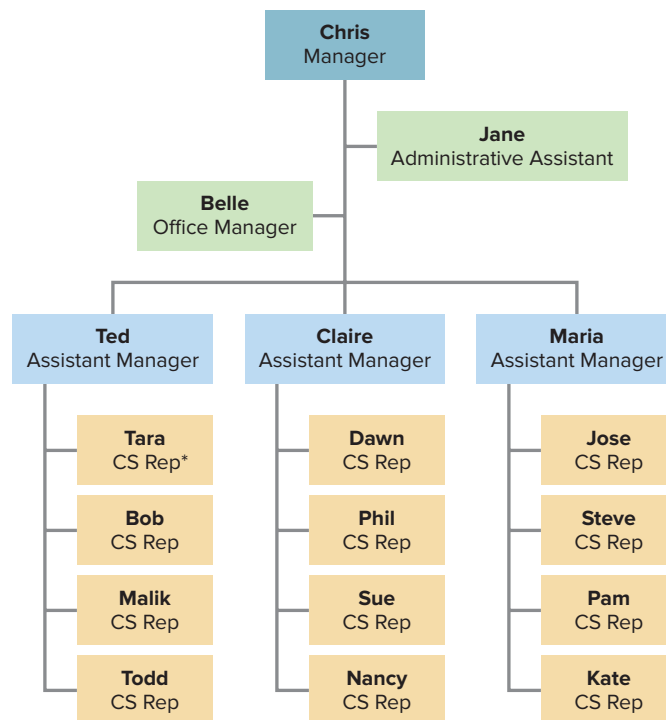 Chris
Manager
Jane
Administrative Assistant
Belle
Office Manager
Ted
Assistant Manager
Claire
Assistant Manager
Maria
Assistant Manager
Tara
CS Rep*
Dawn
CS Rep
Jose
CS Rep
Bob
CS Rep
Phil
CS Rep
Steve
CS Rep
Malik
CS Rep
Sue
CS Rep
Pam
CS Rep
Todd
CS Rep
Nancy
CS Rep
Kate
CS Rep